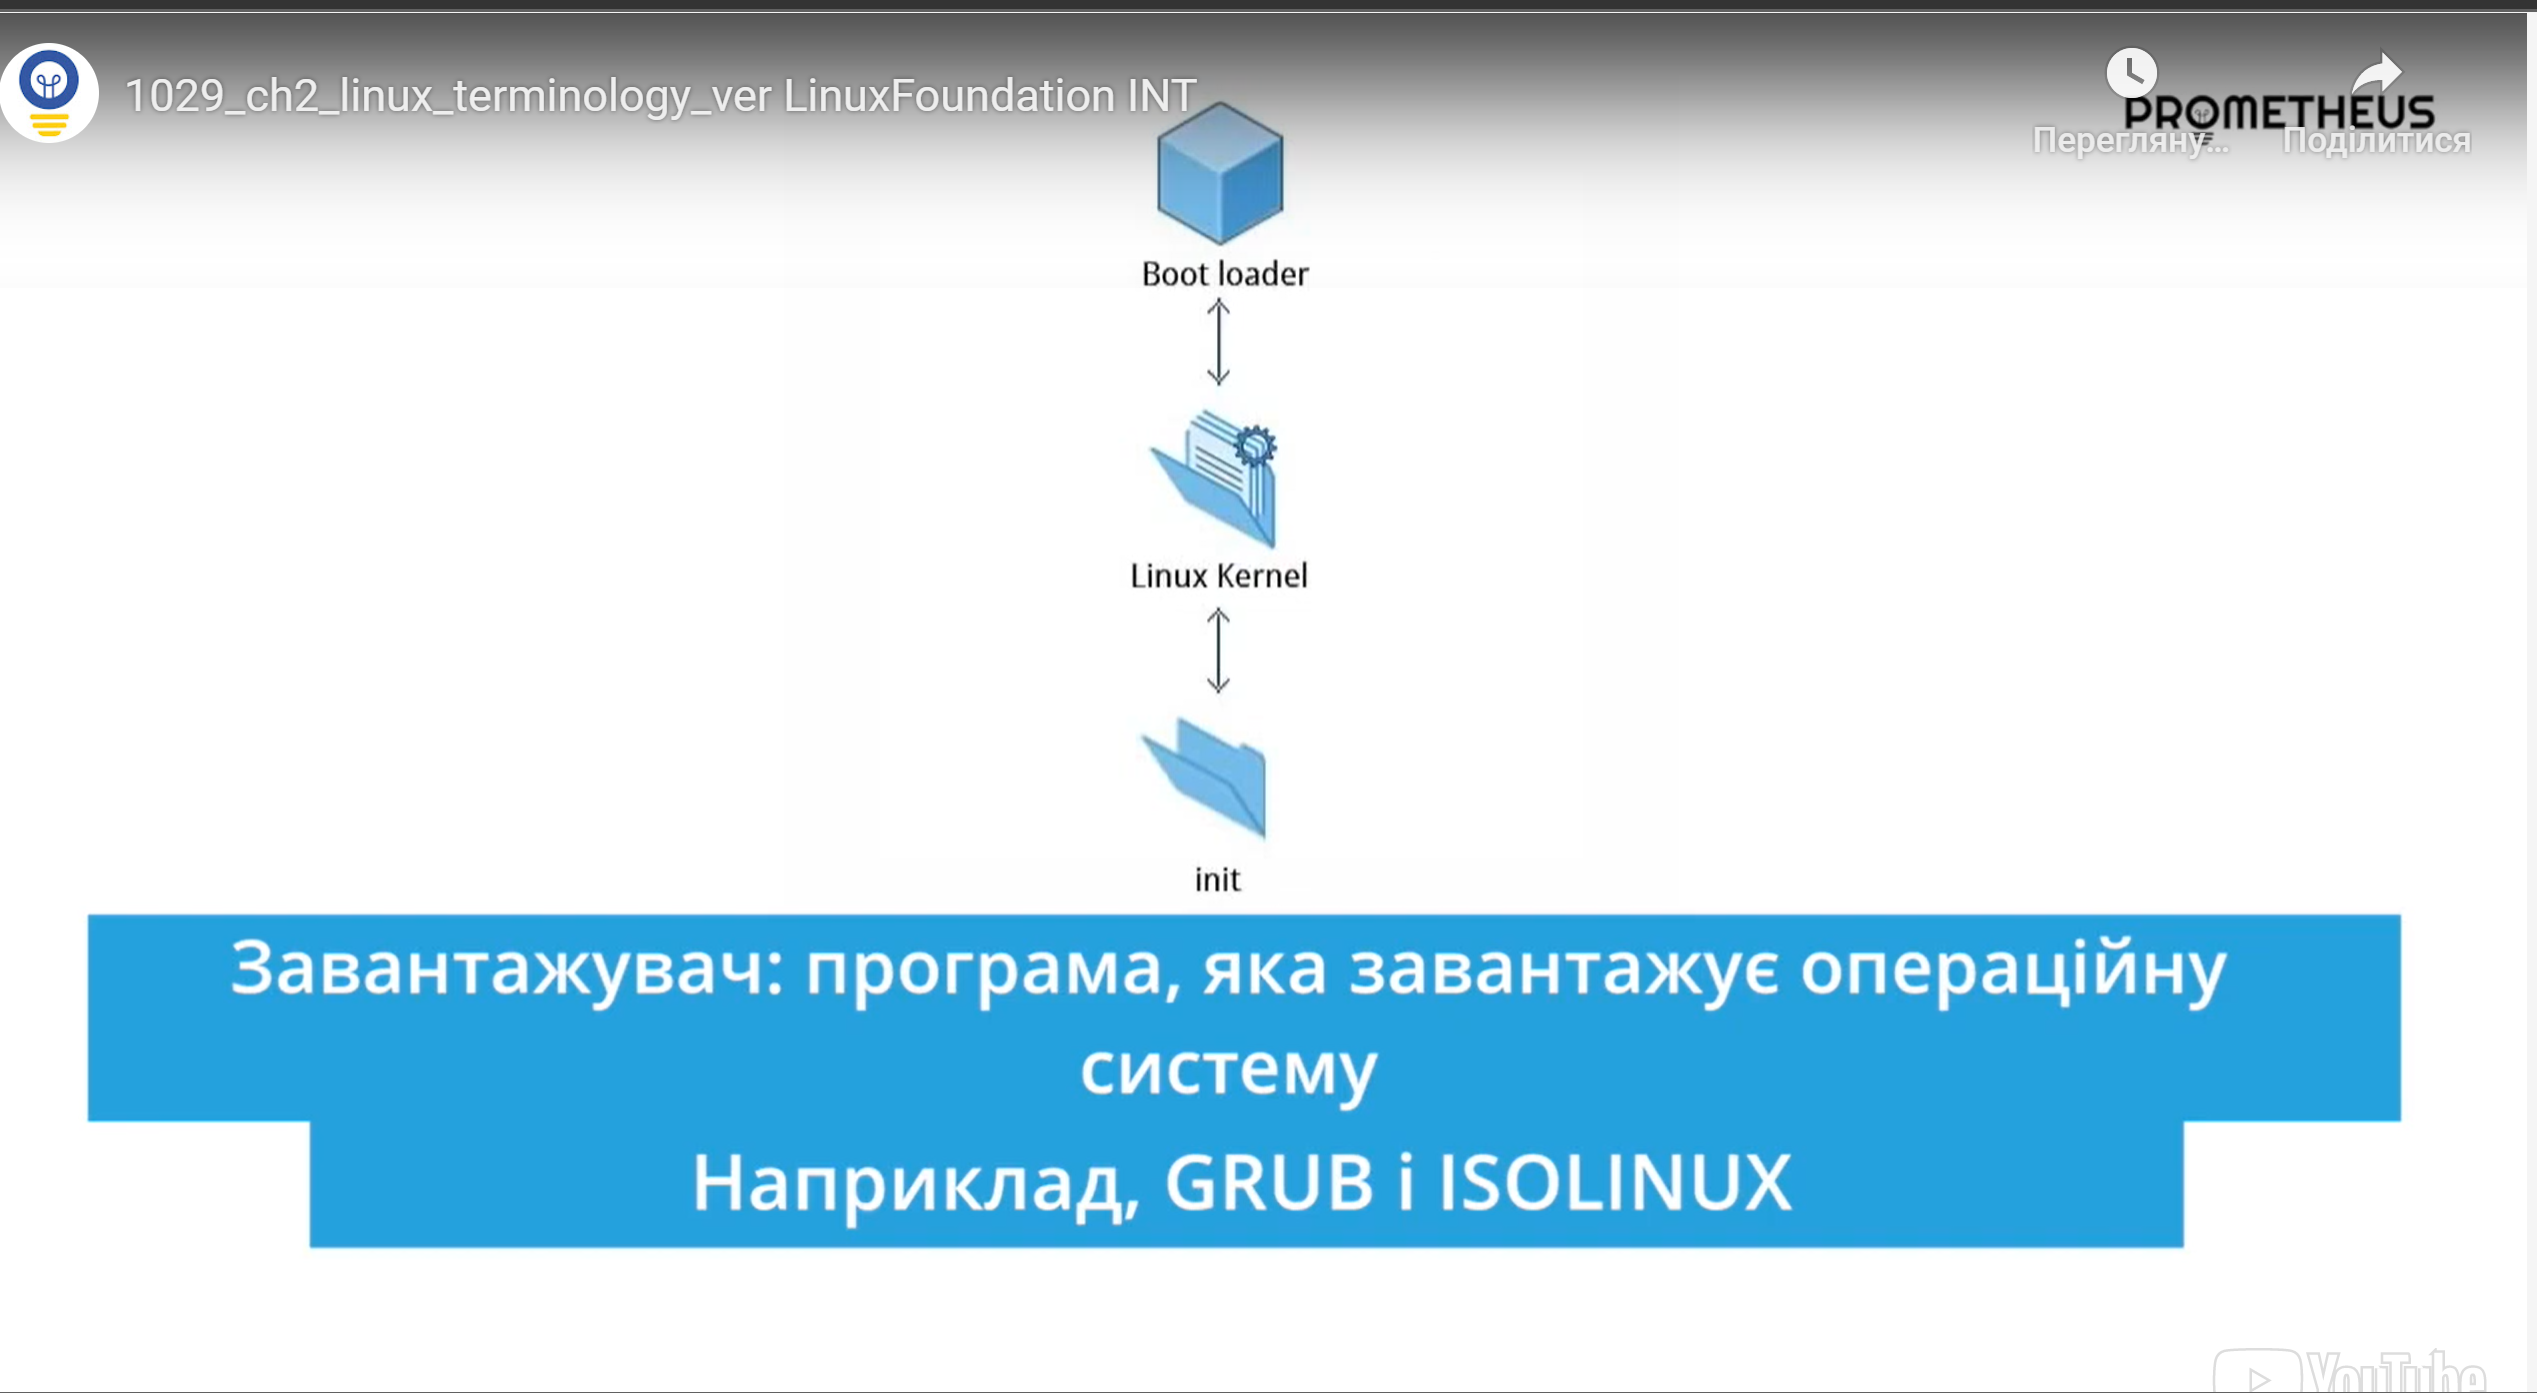 1029_ch2_linux_terminology_ver LinuxFoundation INT
PROMETHEUS
Перегляну...
Поділитися
Boot loader
Linux Kernel
init
Завантажувач: програма, яка завантажує операційну
систему
Наприклад, GRUB і ISOLINUX
YouTube